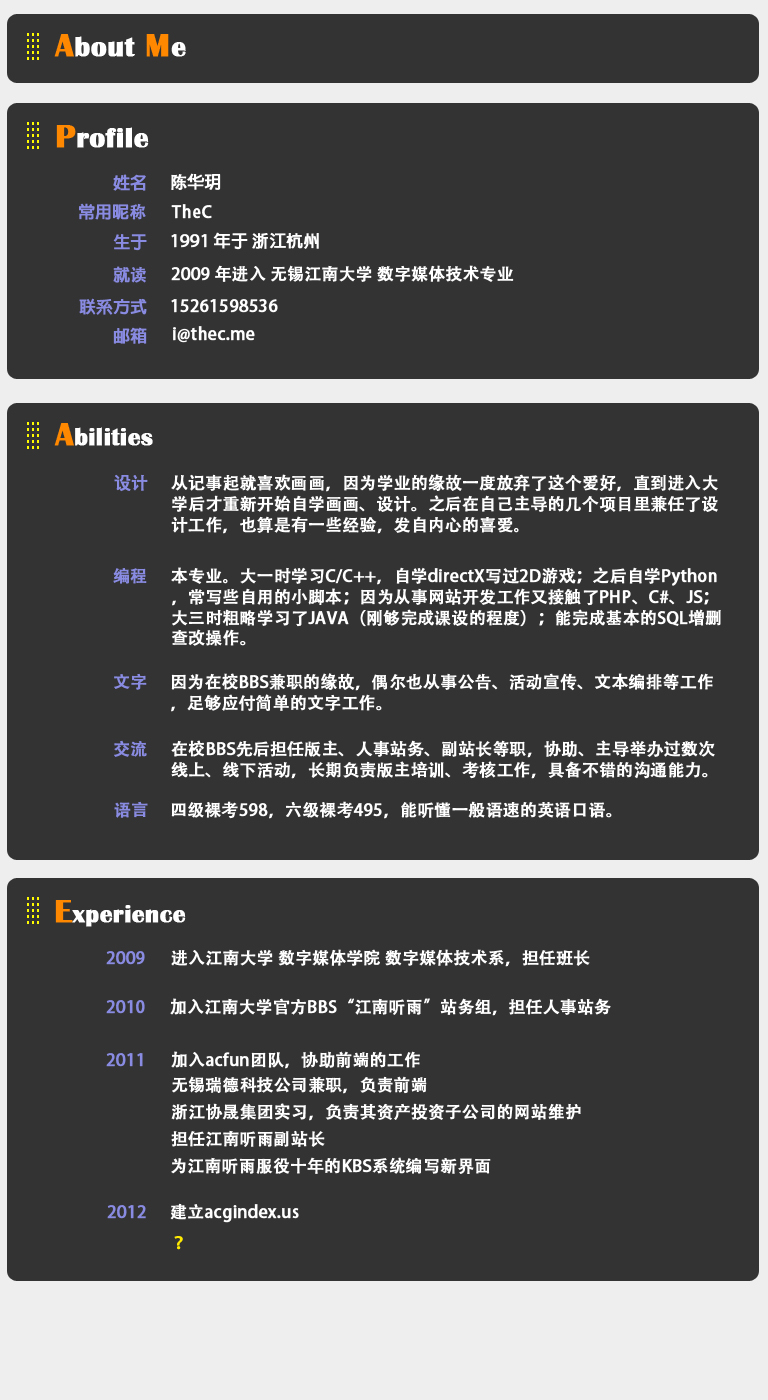 About Me
Profile
姓名 陈华玥
常用昵称 TheC
生于 1991 年于 浙江杭州
就读 2009 年进入 无锡江南大学 数字媒体技术专业
联系方式 15261598536
邮箱 i@thec.me
Abilities
设计 从记事起就喜欢画画，因为学业的缘故一度放弃了这个爱好，直到进入大
学后才重新开始自学画画、设计。之后在自己主导的几个项目里兼任了设
计工作，也算是有一些经验，发自内心的喜爱。
编程 本专业。大一时学习C/C++，自学directX写过2D游戏；之后自学Python
，常写些自用的小脚本；因为从事网站开发工作又接触了PHP、C#、JS；
大三时粗略学习了JAVA（刚够完成课设的程度）；能完成基本的SQL增删
查改操作。
文字 因为在校BBS兼职的缘故，偶尔也从事公告、活动宣传、文本编排等工作
，足够应付简单的文字工作。
交流 在校BBS先后担任版主、人事站务、副站长等职，协助、主导举办过数次
线上、线下活动，长期负责版主培训、考核工作，具备不错的沟通能力。
语言 四级裸考598，六级裸考495，能听懂一般语速的英语口语。
Experience
2009 进入江南大学 数字媒体学院 数字媒体技术系，担任班长
2010 加入江南大学官方BBS“江南听雨”站务组，担任人事站务
2011 加入acfun团队，协助前端的工作
无锡瑞德科技公司兼职，负责前端
浙江协晟集团实习，负责其资产投资子公司的网站维护
担任江南听雨副站长
为江南听雨服役十年的KBS系统编写新界面
2012 建立acgindex.us
？